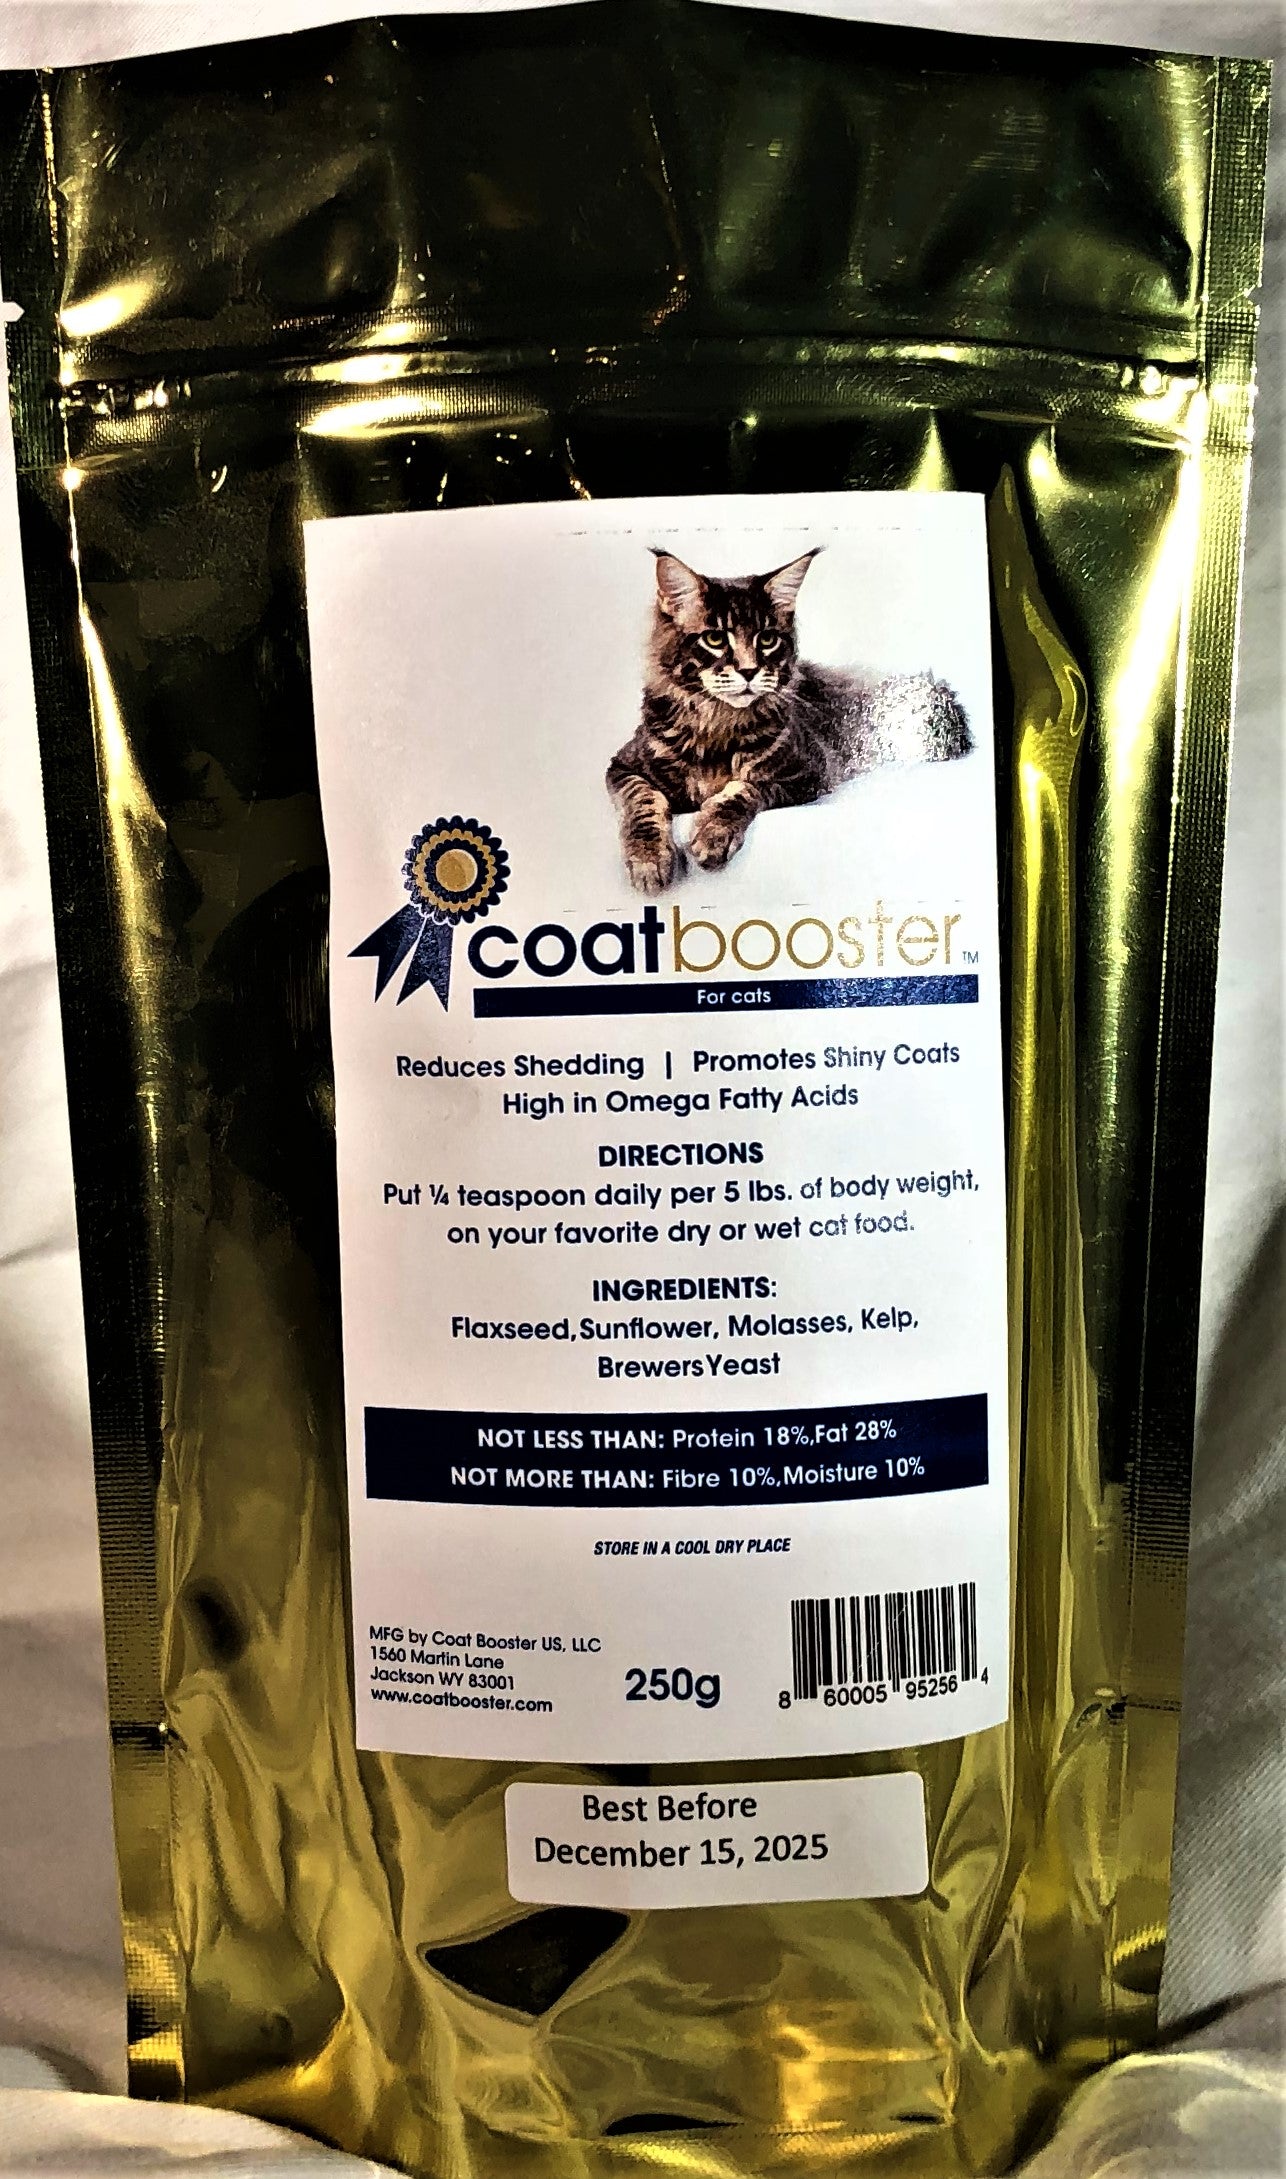 coatbooster™
For cats
Reduces Shedding | Promotes Shiny Coats
High in Omega Fatty Acids
DIRECTIONS
Put ¼ teaspoon daily per 5 lbs. of body weight,
on your favorite dry or wet cat food.
INGREDIENTS:
Flaxseed, Sunflower, Molasses, Kelp,
Brewers Yeast
NOT LESS THAN: Protein 18%, Fat 28%
NOT MORE THAN: Fibre 10%, Moisture 10%
STORE IN A COOL DRY PLACE
MFG by Coat Booster US, LLC
1560 Martin Lane
Jackson WY 83001
www.coatbooster.com
250g
8 60005 95256 4
Best Before
December 15, 2025